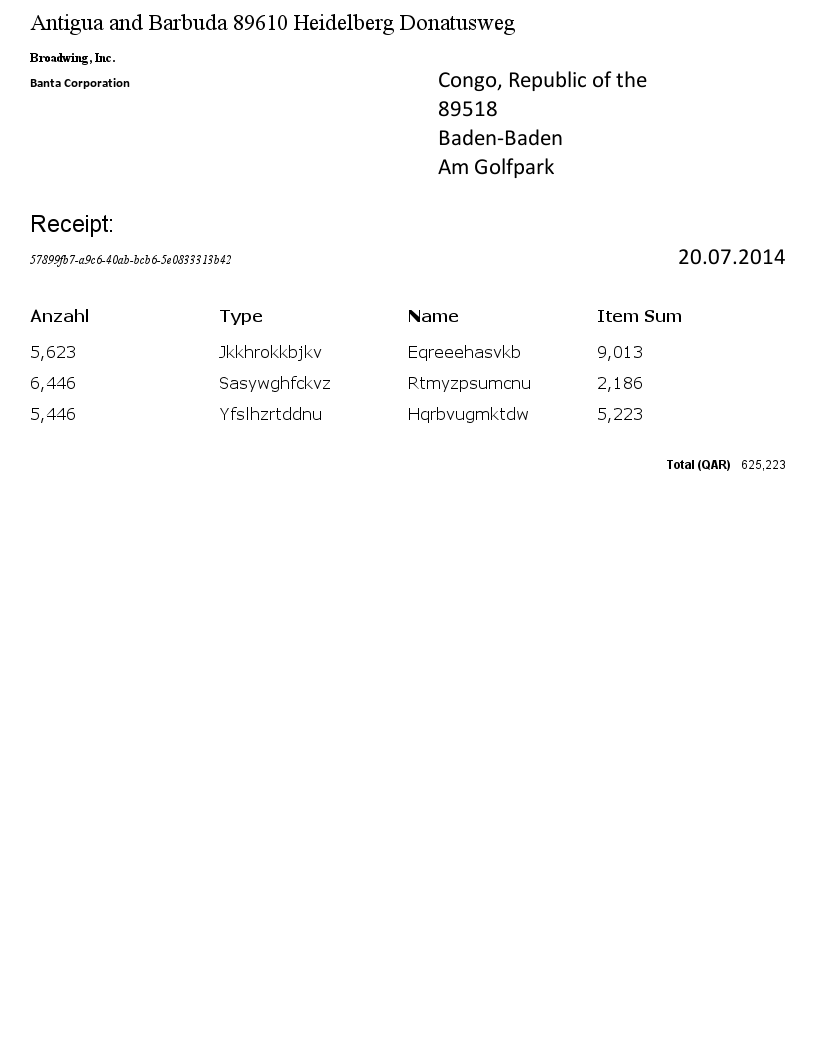 Antigua and Barbuda 89610 Heidelberg Donatusweg
Broadwing, Inc.
Banta Corporation
Congo, Republic of the
89518
Baden-Baden
Am Golfpark
Receipt:
57899fb7-a9c6-40ab-bcb6-5e0833313b42
20.07.2014
Anzahl Type Name Item Sum
5,623 Jkkhrokkbjkv Eqreeehasvkb 9,013
6,446 Sasywghfckvz Rtmyzpsumcnu 2,186
5,446 Yfslhzrtddnu Hqrbvugmktdw 5,223
Total (QAR) 625,223